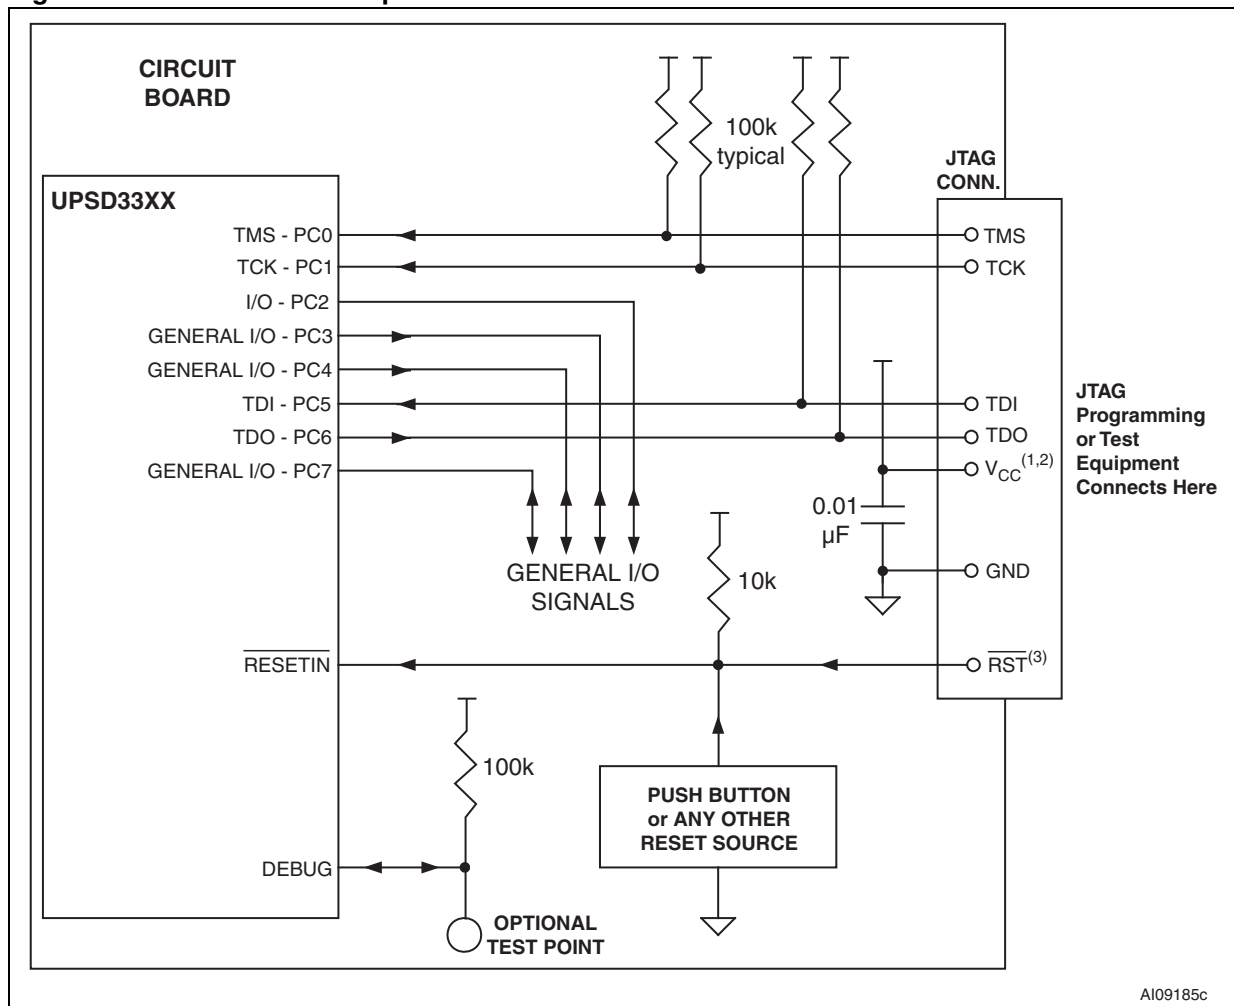 CIRCUIT
BOARD
100k
typical
JTAG
CONN.
UPSD33XX
TMS - PC0
TMS
TCK - PC1
TCK
I/O - PC2
GENERAL I/O - PC3
GENERAL I/O - PC4
TDI - PC5
TDI
TDO - PC6
TDO
GENERAL I/O - PC7
VCC(1,2)
JTAG
Programming
or Test
Equipment
Connects Here
0.01
µF
GENERAL I/O
SIGNALS
10k
GND
RESETIN
RST(3)
100k
PUSH BUTTON
or ANY OTHER
RESET SOURCE
DEBUG
OPTIONAL
TEST POINT
AI09185c